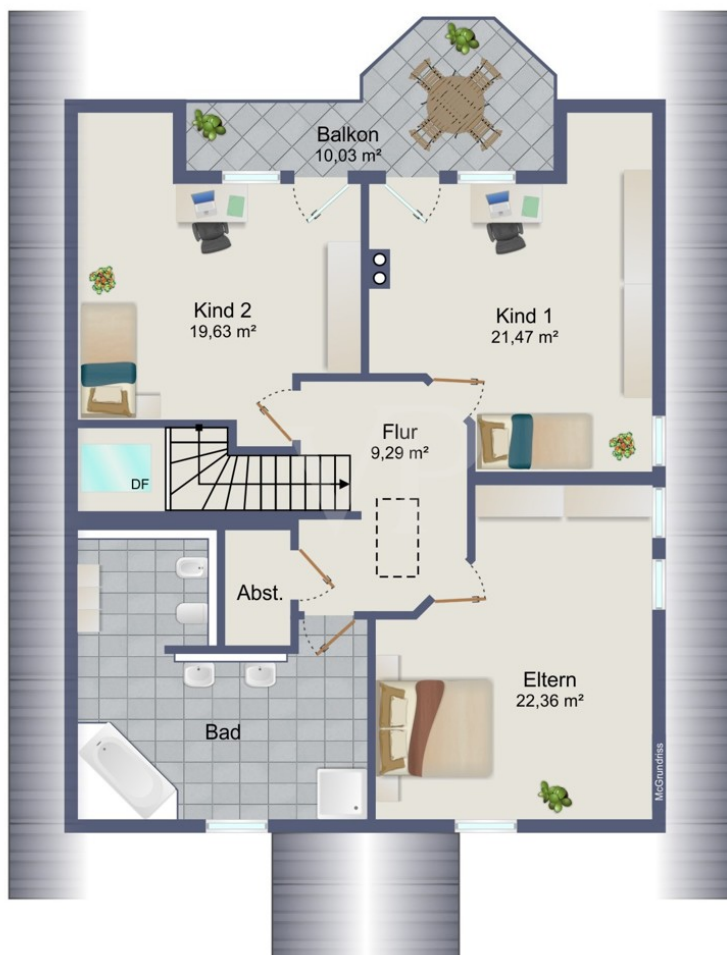 Balkon
10,03 m²
Kind 2
19,63 m²
Kind 1
21,47 m²
Flur
9,29 m²
DF
Abst.
Eltern
22,36 m²
Bad
McGrundriss